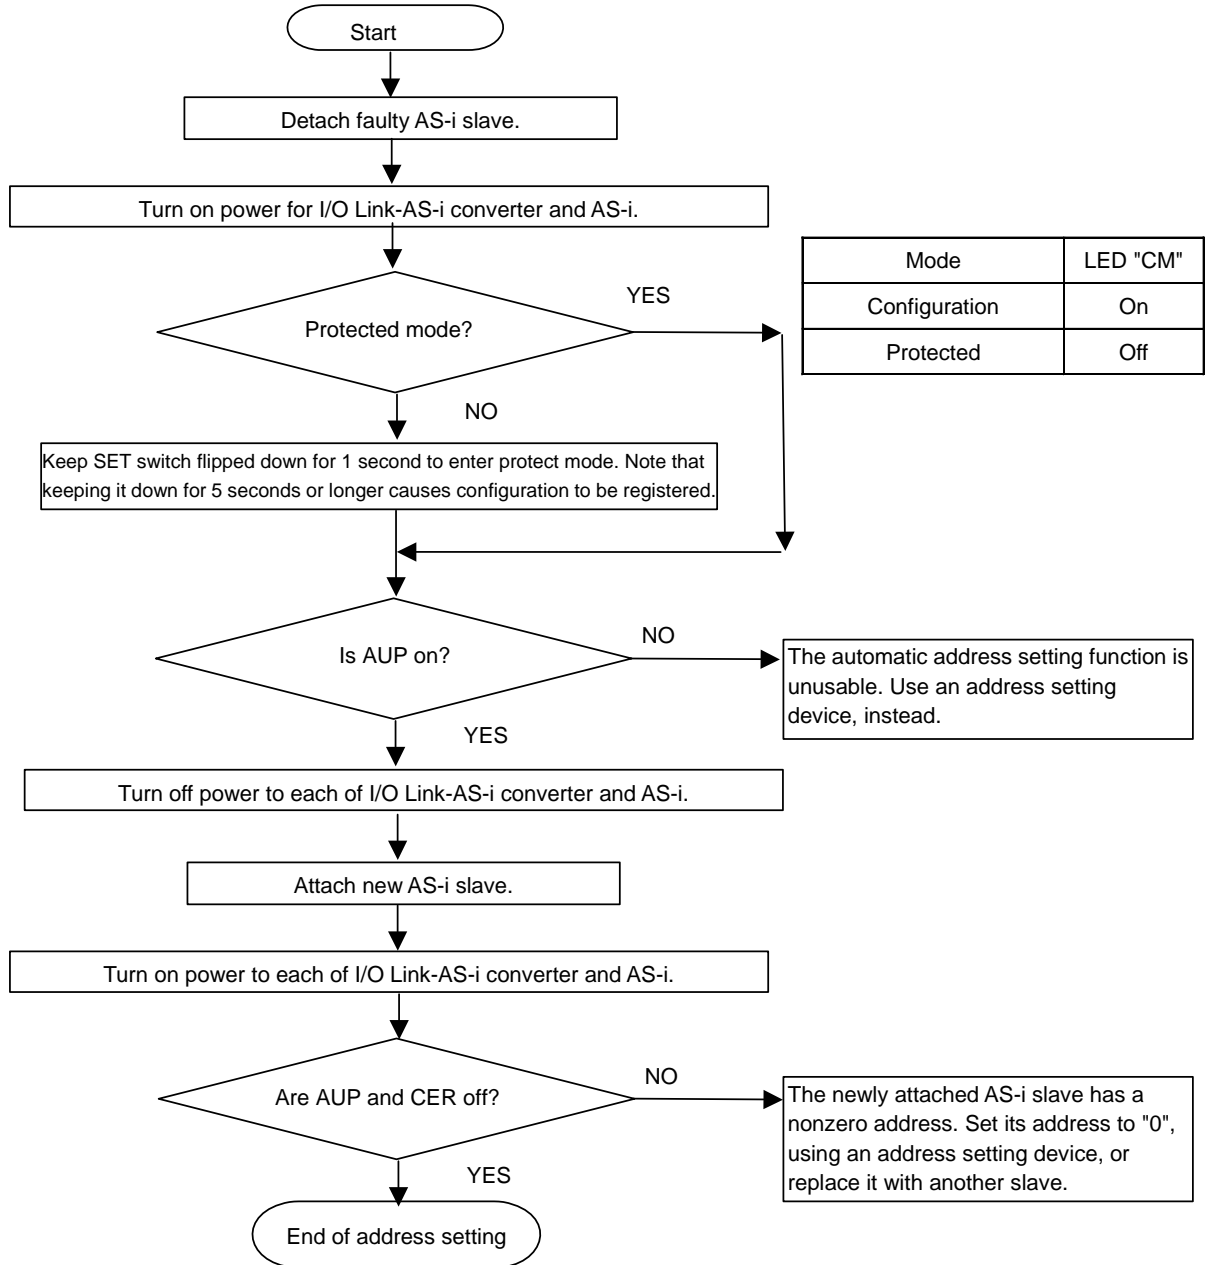 Start
Detach faulty AS-i slave.
Turn on power for I/O Link-AS-i converter and AS-i.
Mode LED "CM"
Configuration On
Protected Off
YES
Protected mode?
NO
Keep SET switch flipped down for 1 second to enter protect mode. Note that
keeping it down for 5 seconds or longer causes configuration to be registered.
Is AUP on?
NO
The automatic address setting function is
unusable. Use an address setting
device, instead.
YES
Turn off power to each of I/O Link-AS-i converter and AS-i.
Attach new AS-i slave.
Turn on power to each of I/O Link-AS-i converter and AS-i.
Are AUP and CER off?
NO
The newly attached AS-i slave has a
nonzero address. Set its address to "0",
using an address setting device, or
replace it with another slave.
YES
End of address setting